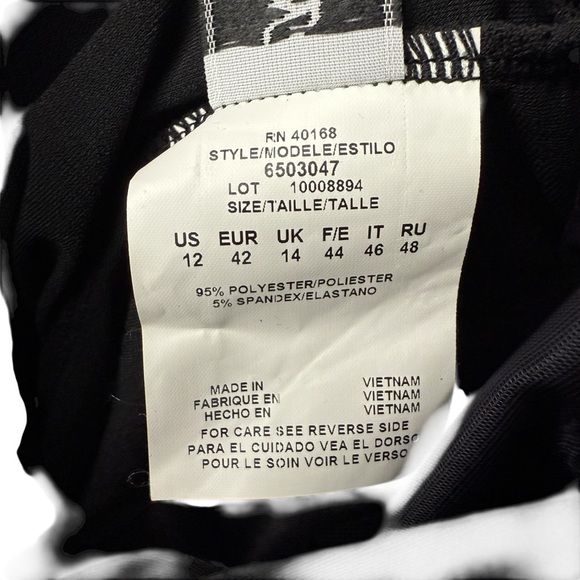 RN 40168
STYLE/MODELE/ESTILO
6503047
LOT 10008894
SIZE/TAILLE/TALLE
US EUR UK F/E IT RU
12 42 14 44 46 48
95% POLYESTER/POLIESTER
5% SPANDEX/ELASTANO
MADE IN VIETNAM
FABRIQUE EN VIETNAM
HECHO EN VIETNAM
FOR CARE SEE REVERSE SIDE
PARA EL CUIDADO VEA EL DORSO
POUR LE SOIN VOIR LE VERSO